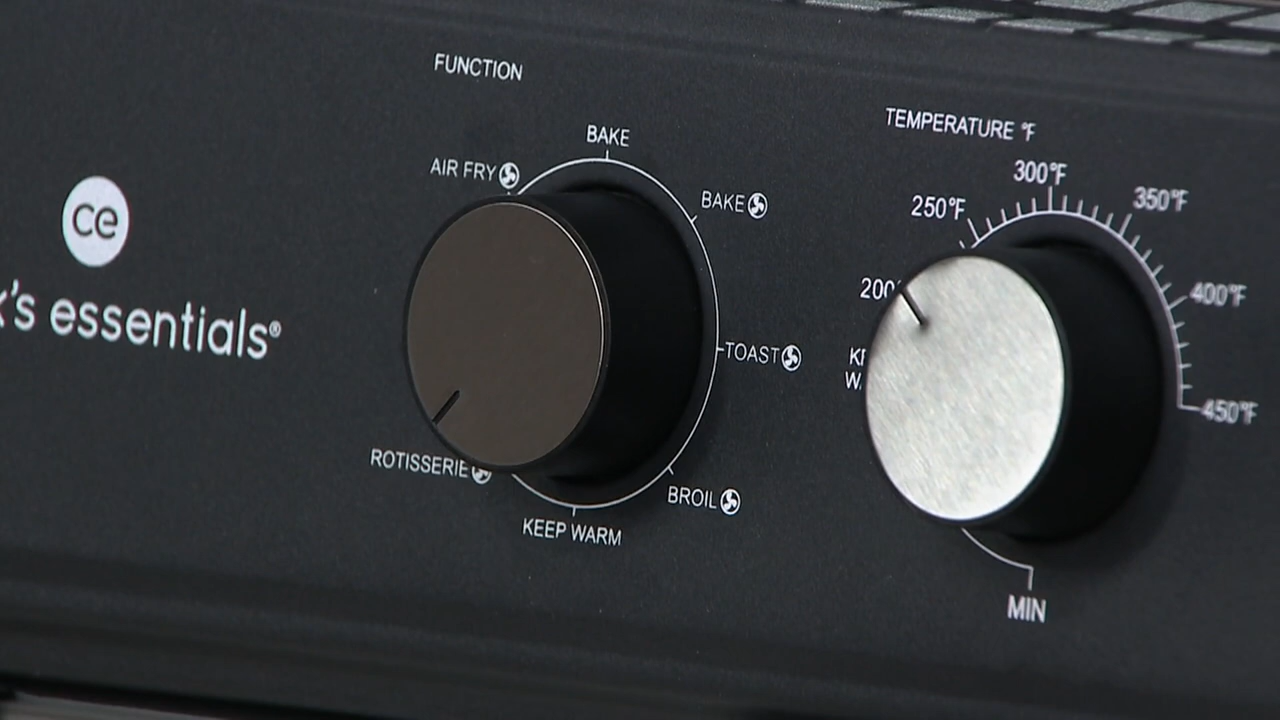 FUNCTION
BAKE
AIR FRY
BAKE
TOAST
BROIL
KEEP WARM
ROTISSERIE
ce
's essentials®
TEMPERATURE °F
300°F
350°F
250°F
400°F
200
450°F
MIN